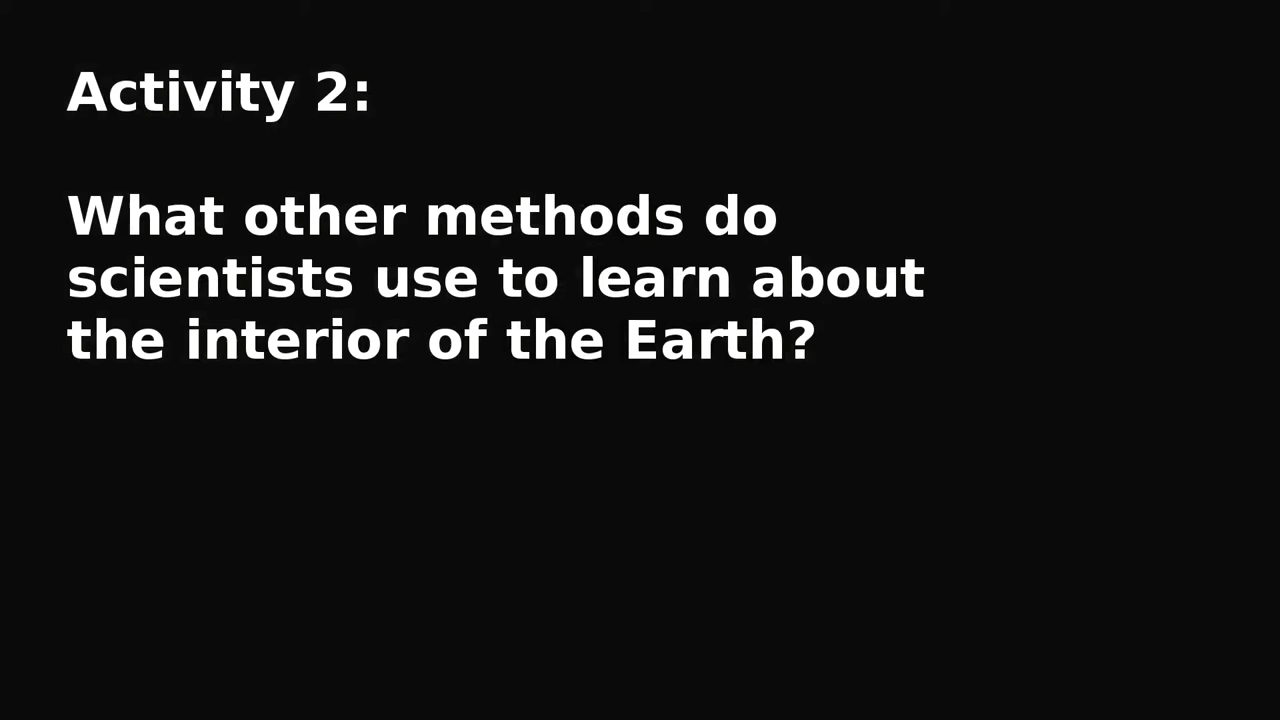 Activity 2:
What other methods do
scientists use to learn about
the interior of the Earth?